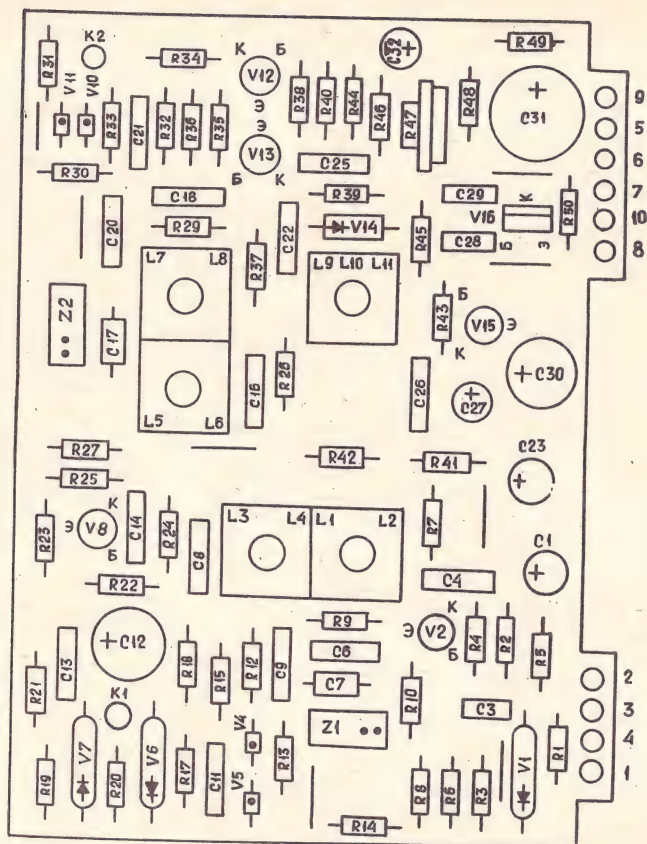 K2
R31
V11
V10
R34
К
Б
V12
Э
C32
R49
R33
C21
R32
R36
R35
R38
R40
R44
R46
R47
R48
C31
9
5
6
7
10
8
Э
V13
Б
К
C25
R30
C18
R39
C29
К
V16
Б
Э
R50
C20
R29
C22
V14
R45
C28
L7
L8
R37
L9
L10
L11
Z2
C17
Б
R43
V15
Э
К
L5
L6
C16
R26
C26
C27
C30
R27
R42
R41
C23
R25
R23
К
Э
V8
Б
C14
R24
C8
L3
L4
L1
L2
R7
C1
R22
C4
R9
К
Э
V2
Б
R4
R2
R5
C13
C12
R18
R15
R12
C9
C6
R21
C7
R10
2
3
4
1
K1
Z1
C3
R19
V7
R20
V6
R17
C11
V4
V5
R13
R8
R6
R3
V1
R1
R14